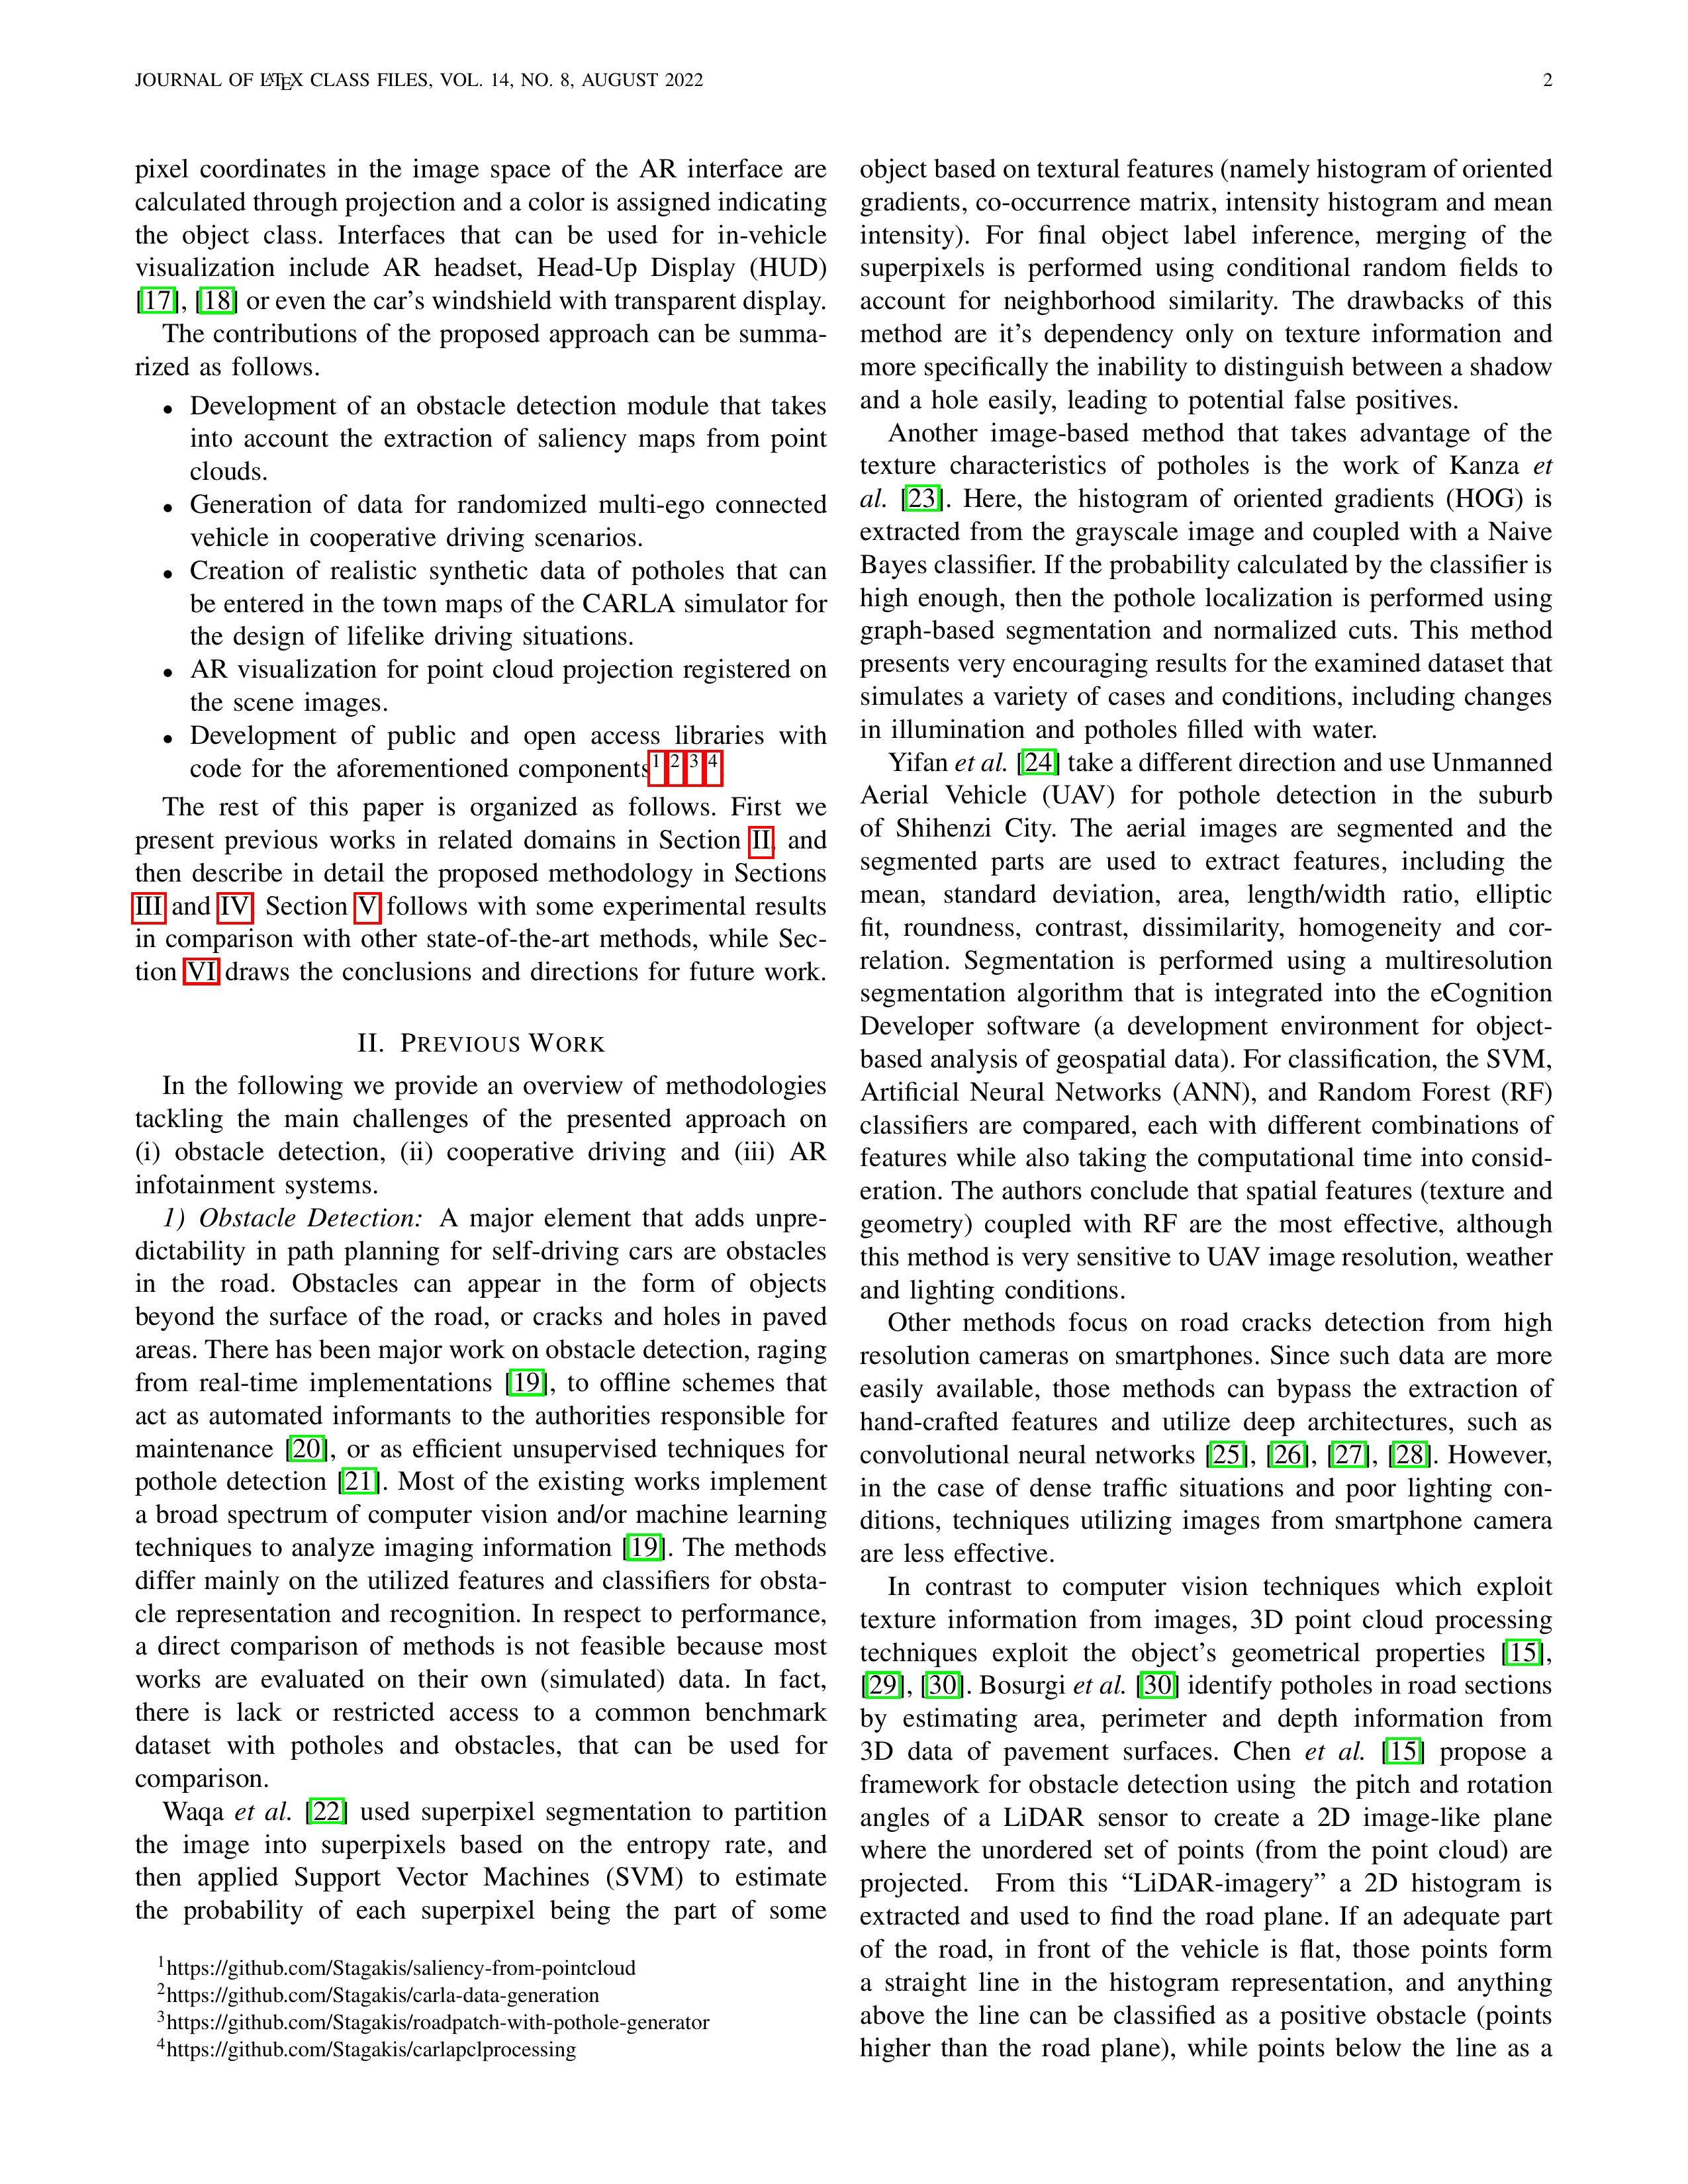 JOURNAL OF LATEX CLASS FILES, VOL. 14, NO. 8, AUGUST 2022
2
pixel coordinates in the image space of the AR interface are
calculated through projection and a color is assigned indicating
the object class. Interfaces that can be used for in-vehicle
visualization include AR headset, Head-Up Display (HUD)
[17], [18] or even the car's windshield with transparent display.
The contributions of the proposed approach can be summa-
rized as follows.
• Development of an obstacle detection module that takes
into account the extraction of saliency maps from point
clouds.
• Generation of data for randomized multi-ego connected
vehicle in cooperative driving scenarios.
• Creation of realistic synthetic data of potholes that can
be entered in the town maps of the CARLA simulator for
the design of lifelike driving situations.
• AR visualization for point cloud projection registered on
the scene images.
• Development of public and open access libraries with
code for the aforementioned components1 2 3 4.
The rest of this paper is organized as follows. First we
present previous works in related domains in Section II, and
then describe in detail the proposed methodology in Sections
III and IV. Section V follows with some experimental results
in comparison with other state-of-the-art methods, while Sec-
tion VI draws the conclusions and directions for future work.
II. PREVIOUS WORK
In the following we provide an overview of methodologies
tackling the main challenges of the presented approach on
(i) obstacle detection, (ii) cooperative driving and (iii) AR
infotainment systems.
1) Obstacle Detection: A major element that adds unpre-
dictability in path planning for self-driving cars are obstacles
in the road. Obstacles can appear in the form of objects
beyond the surface of the road, or cracks and holes in paved
areas. There has been major work on obstacle detection, raging
from real-time implementations [19], to offline schemes that
act as automated informants to the authorities responsible for
maintenance [20], or as efficient unsupervised techniques for
pothole detection [21]. Most of the existing works implement
a broad spectrum of computer vision and/or machine learning
techniques to analyze imaging information [19]. The methods
differ mainly on the utilized features and classifiers for obsta-
cle representation and recognition. In respect to performance,
a direct comparison of methods is not feasible because most
works are evaluated on their own (simulated) data. In fact,
there is lack or restricted access to a common benchmark
dataset with potholes and obstacles, that can be used for
comparison.
Waqa et al. [22] used superpixel segmentation to partition
the image into superpixels based on the entropy rate, and
then applied Support Vector Machines (SVM) to estimate
the probability of each superpixel being the part of some
1https://github.com/Stagakis/saliency-from-pointcloud
2https://github.com/Stagakis/carla-data-generation
3https://github.com/Stagakis/roadpatch-with-pothole-generator
4https://github.com/Stagakis/carlapclprocessing
object based on textural features (namely histogram of oriented
gradients, co-occurrence matrix, intensity histogram and mean
intensity). For final object label inference, merging of the
superpixels is performed using conditional random fields to
account for neighborhood similarity. The drawbacks of this
method are it's dependency only on texture information and
more specifically the inability to distinguish between a shadow
and a hole easily, leading to potential false positives.
Another image-based method that takes advantage of the
texture characteristics of potholes is the work of Kanza et
al. [23]. Here, the histogram of oriented gradients (HOG) is
extracted from the grayscale image and coupled with a Naive
Bayes classifier. If the probability calculated by the classifier is
high enough, then the pothole localization is performed using
graph-based segmentation and normalized cuts. This method
presents very encouraging results for the examined dataset that
simulates a variety of cases and conditions, including changes
in illumination and potholes filled with water.
Yifan et al. [24] take a different direction and use Unmanned
Aerial Vehicle (UAV) for pothole detection in the suburb
of Shihenzi City. The aerial images are segmented and the
segmented parts are used to extract features, including the
mean, standard deviation, area, length/width ratio, elliptic
fit, roundness, contrast, dissimilarity, homogeneity and cor-
relation. Segmentation is performed using a multiresolution
segmentation algorithm that is integrated into the eCognition
Developer software (a development environment for object-
based analysis of geospatial data). For classification, the SVM,
Artificial Neural Networks (ANN), and Random Forest (RF)
classifiers are compared, each with different combinations of
features while also taking the computational time into consid-
eration. The authors conclude that spatial features (texture and
geometry) coupled with RF are the most effective, although
this method is very sensitive to UAV image resolution, weather
and lighting conditions.
Other methods focus on road cracks detection from high
resolution cameras on smartphones. Since such data are more
easily available, those methods can bypass the extraction of
hand-crafted features and utilize deep architectures, such as
convolutional neural networks [25], [26], [27], [28]. However,
in the case of dense traffic situations and poor lighting con-
ditions, techniques utilizing images from smartphone camera
are less effective.
In contrast to computer vision techniques which exploit
texture information from images, 3D point cloud processing
techniques exploit the object's geometrical properties [15],
[29], [30]. Bosurgi et al. [30] identify potholes in road sections
by estimating area, perimeter and depth information from
3D data of pavement surfaces. Chen et al. [15] propose a
framework for obstacle detection using the pitch and rotation
angles of a LiDAR sensor to create a 2D image-like plane
where the unordered set of points (from the point cloud) are
projected. From this “LiDAR-imagery” a 2D histogram is
extracted and used to find the road plane. If an adequate part
of the road, in front of the vehicle is flat, those points form
a straight line in the histogram representation, and anything
above the line can be classified as a positive obstacle (points
higher than the road plane), while points below the line as a